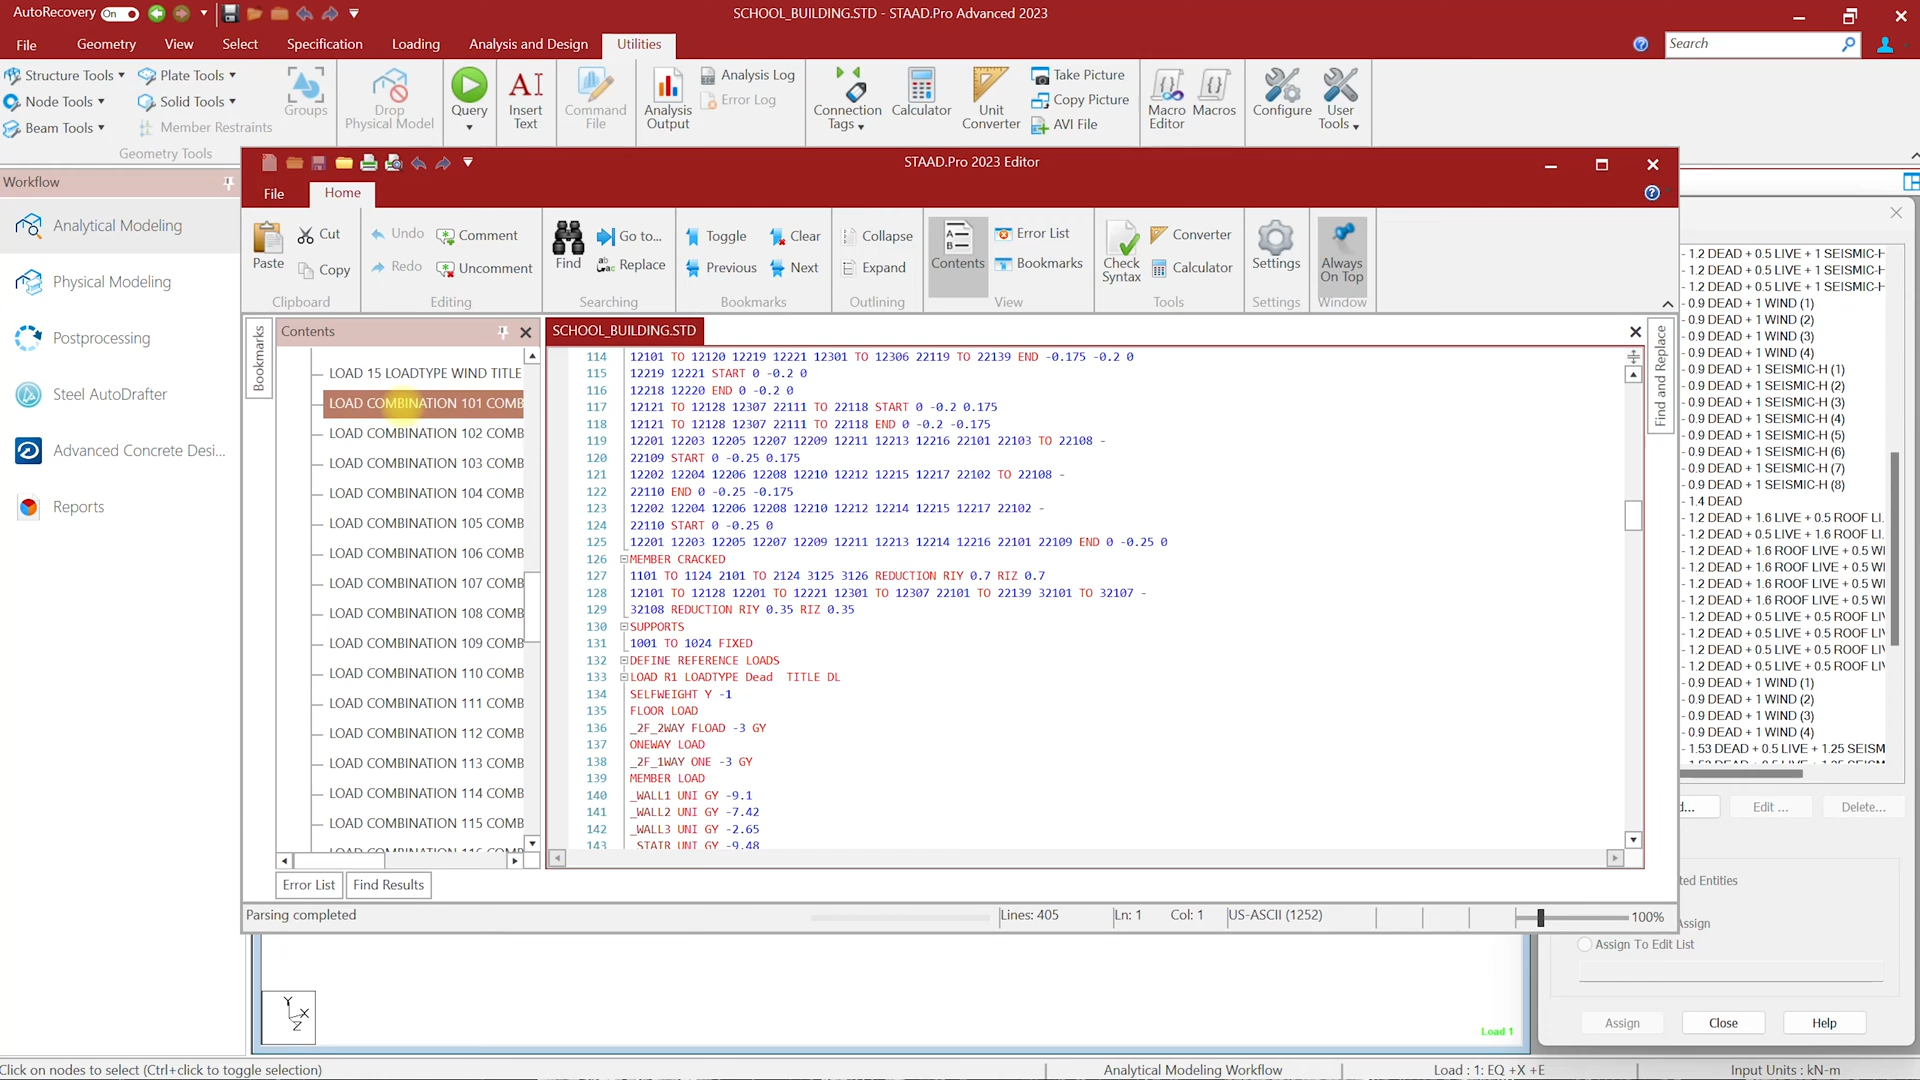 AutoRecovery On
SCHOOL_BUILDING.STD - STAAD.Pro Advanced 2023
File Geometry View Select Specification Loading Analysis and Design Utilities
Search
Structure Tools
Node Tools
Beam Tools
Plate Tools
Solid Tools
Member Restraints
Geometry Tools
Groups
Drop Physical Model
Query
Insert Text
Command File
Analysis Output
Analysis Log
Error Log
Connection Tags
Calculator
Unit Converter
Take Picture
Copy Picture
AVI File
Macro Editor
Macros
Configure
User Tools
Workflow
Analytical Modeling
Physical Modeling
Postprocessing
Steel AutoDrafter
Advanced Concrete Desi...
Reports
STAAD.Pro 2023 Editor
File Home
Paste
Cut
Copy
Clipboard
Undo
Redo
Comment
Uncomment
Editing
Find
Go to...
Replace
Searching
Toggle
Previous
Clear
Next
Bookmarks
Collapse
Expand
Outlining
Contents
Error List
Bookmarks
View
Check Syntax
Converter
Calculator
Tools
Settings
Settings
Always On Top
Window
Bookmarks
Contents
LOAD 15 LOADTYPE WIND TITLE
LOAD COMBINATION 101 COMB
LOAD COMBINATION 102 COMB
LOAD COMBINATION 103 COMB
LOAD COMBINATION 104 COMB
LOAD COMBINATION 105 COMB
LOAD COMBINATION 106 COMB
LOAD COMBINATION 107 COMB
LOAD COMBINATION 108 COMB
LOAD COMBINATION 109 COMB
LOAD COMBINATION 110 COMB
LOAD COMBINATION 111 COMB
LOAD COMBINATION 112 COMB
LOAD COMBINATION 113 COMB
LOAD COMBINATION 114 COMB
LOAD COMBINATION 115 COMB
LOAD COMBINATION 116 COMB
SCHOOL_BUILDING.STD
114 12101 TO 12120 12219 12221 12301 TO 12306 22119 TO 22139 END -0.175 -0.2 0
115 12219 12221 START 0 -0.2 0
116 12218 12220 END 0 -0.2 0
117 12121 TO 12128 12307 22111 TO 22118 START 0 -0.2 0.175
118 12121 TO 12128 12307 22111 TO 22118 END 0 -0.2 -0.175
119 12201 12203 12205 12207 12209 12211 12213 12216 22101 22103 TO 22108 -
120 22109 START 0 -0.25 0.175
121 12202 12204 12206 12208 12210 12212 12215 12217 22102 TO 22108 -
122 22110 END 0 -0.25 -0.175
123 12202 12204 12206 12208 12210 12212 12214 12215 12217 22102 -
124 22110 START 0 -0.25 0
125 12201 12203 12205 12207 12209 12211 12213 12214 12216 22101 22109 END 0 -0.25 0
126 MEMBER CRACKED
127 1101 TO 1124 2101 TO 2124 3125 3126 REDUCTION RIY 0.7 RIZ 0.7
128 12101 TO 12128 12201 TO 12221 12301 TO 12307 22101 TO 22139 32101 TO 32107 -
129 32108 REDUCTION RIY 0.35 RIZ 0.35
130 SUPPORTS
131 1001 TO 1024 FIXED
132 DEFINE REFERENCE LOADS
133 LOAD R1 LOADTYPE Dead TITLE DL
134 SELFWEIGHT Y -1
135 FLOOR LOAD
136 _2F_2WAY FLOAD -3 GY
137 ONEWAY LOAD
138 _2F_1WAY ONE -3 GY
139 MEMBER LOAD
140 _WALL1 UNI GY -9.1
141 _WALL2 UNI GY -7.42
142 _WALL3 UNI GY -2.65
143 _STAIR UNI GY -9.48
Find and Replace
Error List Find Results
Parsing completed
Lines: 405 Ln: 1 Col: 1 US-ASCII (1252) 100%
- 1.2 DEAD + 0.5 LIVE + 1 SEISMIC-H
- 1.2 DEAD + 0.5 LIVE + 1 SEISMIC-H
- 1.2 DEAD + 0.5 LIVE + 1 SEISMIC-H
- 0.9 DEAD + 1 WIND (1)
- 0.9 DEAD + 1 WIND (2)
- 0.9 DEAD + 1 WIND (3)
- 0.9 DEAD + 1 WIND (4)
- 0.9 DEAD + 1 SEISMIC-H (1)
- 0.9 DEAD + 1 SEISMIC-H (2)
- 0.9 DEAD + 1 SEISMIC-H (3)
- 0.9 DEAD + 1 SEISMIC-H (4)
- 0.9 DEAD + 1 SEISMIC-H (5)
- 0.9 DEAD + 1 SEISMIC-H (6)
- 0.9 DEAD + 1 SEISMIC-H (7)
- 0.9 DEAD + 1 SEISMIC-H (8)
- 1.4 DEAD
- 1.2 DEAD + 1.6 LIVE + 0.5 ROOF LI
- 1.2 DEAD + 0.5 LIVE + 1.6 ROOF LI
- 1.2 DEAD + 1.6 ROOF LIVE + 0.5 WI
- 1.2 DEAD + 1.6 ROOF LIVE + 0.5 WI
- 1.2 DEAD + 1.6 ROOF LIVE + 0.5 WI
- 1.2 DEAD + 1.6 ROOF LIVE + 0.5 WI
- 1.2 DEAD + 0.5 LIVE + 0.5 ROOF LIV
- 1.2 DEAD + 0.5 LIVE + 0.5 ROOF LIV
- 1.2 DEAD + 0.5 LIVE + 0.5 ROOF LIV
- 1.2 DEAD + 0.5 LIVE + 0.5 ROOF LIV
- 0.9 DEAD + 1 WIND (1)
- 0.9 DEAD + 1 WIND (2)
- 0.9 DEAD + 1 WIND (3)
- 0.9 DEAD + 1 WIND (4)
- 1.53 DEAD + 0.5 LIVE + 1.25 SEISM
Edit ... Delete...
ted Entities
Assign
Assign To Edit List
Assign Close Help
Y
X
Z
Load 1
Click on nodes to select (Ctrl+click to toggle selection)
Analytical Modeling Workflow
Load : 1: EQ +X +E
Input Units : kN-m